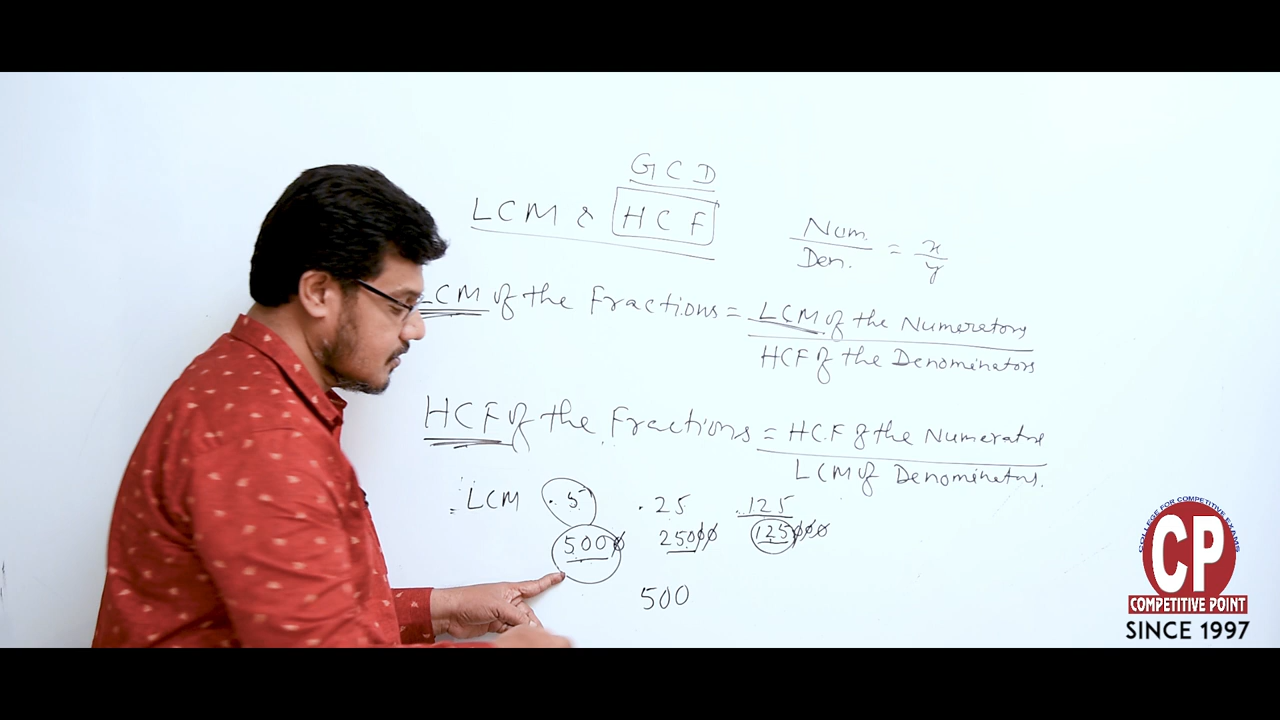 GCD
LCM & HCF
Num. / Den. = x / y
LCM of the Fractions = LCM of the Numerators / HCF of the Denominators
HCF of the Fractions = HCF of the Numerators / LCM of Denominators.
LCM .5 .25 .125
5000 25000 125000
500
COLLEGE FOR COMPETITIVE EXAMS
CP
COMPETITIVE POINT
SINCE 1997